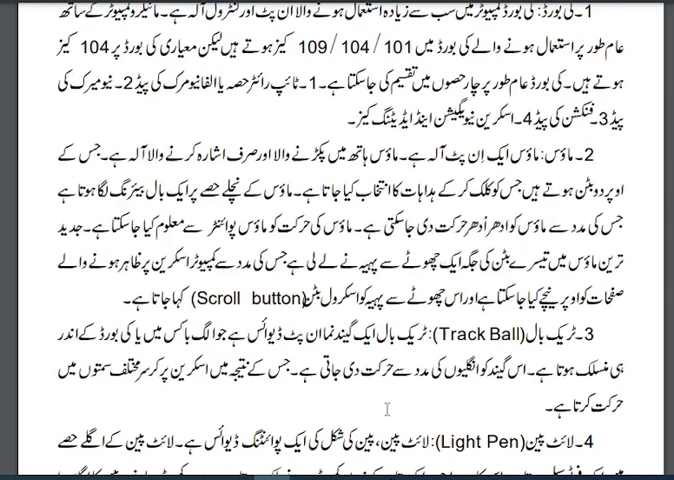 1۔ کی بورڈ: کی بورڈ کمپیوٹر میں سب سے زیادہ استعمال ہونے والا ان پٹ اور کنٹرول آلہ ہے۔ مائیکرو کمپیوٹر کے ساتھ
عام طور پر استعمال ہونے والے کی بورڈ میں 101 / 104 / 109 کیز ہوتے ہیں لیکن معیاری کی بورڈ پر 104 کیز
ہوتے ہیں۔ کی بورڈ عام طور پر چار حصوں میں تقسیم کی جاسکتا ہے۔ 1۔ ٹائپ رائٹر حصہ یا الفانیومرک کی پیڈ 2۔ نیومیرک کی
پیڈ 3۔ فنکشن کی پیڈ 4۔ اسکرین نیویگیشن اینڈ ایڈیٹنگ کیز۔
2۔ ماؤس: ماؤس ایک اِن پٹ آلہ ہے۔ ماؤس ہاتھ میں پکڑنے والا اور صرف اشارہ کرنے والا آلہ ہے۔ جس کے
اوپر دو بٹن ہوتے ہیں جس کو کلک کر کے ہدایات کا انتخاب کیا جاتا ہے۔ ماؤس کے نچلے حصے پر ایک بال بیئرنگ لگا ہوتا ہے
جس کی مدد سے ماؤس کو ادھر اُدھر حرکت دی جاسکتی ہے۔ ماؤس کی حرکت کو ماؤس پوائنٹر سے معلوم کیا جاسکتا ہے۔ جدید
ترین ماؤس میں تیسرے بٹن کی جگہ ایک چھوٹے سے پہیہ نے لے لی ہے جس کی مدد سے کمپیوٹر اسکرین پر ظاہر ہونے والے
صفحات کو اوپر نیچے کیا جاسکتا ہے اور اس چھوٹے سے پہیہ کو اسکرول بٹن (Scroll button) کہا جاتا ہے۔
3۔ ٹریک بال (Track Ball): ٹریک بال ایک گیند نما ان پٹ ڈیوائس ہے جو الگ باکس میں یا کی بورڈ کے اندر
ہی منسلک ہوتا ہے۔ اس گیند کو انگلیوں کی مدد سے حرکت دی جاتی ہے۔ جس کے نتیجہ میں اسکرین پر کرسر مختلف سمتوں میں
حرکت کرتا ہے۔
4۔ لائٹ پین (Light Pen): لائٹ پین، پین کی شکل کی ایک پوائنٹنگ ڈیوائس ہے۔ لائٹ پین کے اگلے حصے